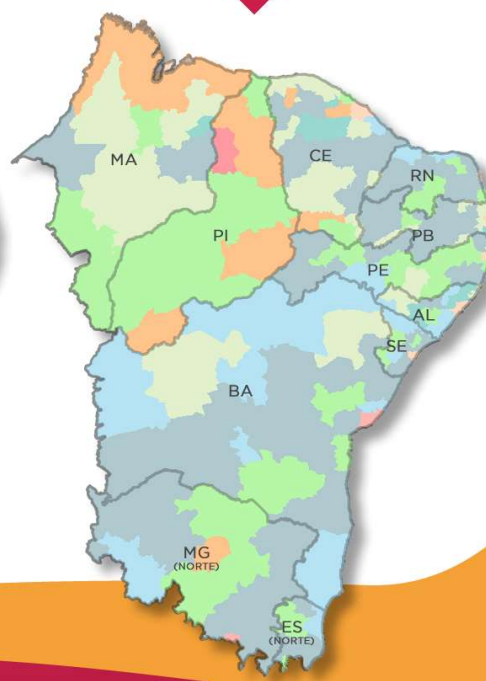 MA
CE
RN
PI
PB
PE
AL
SE
BA
MG
(NORTE)
ES
(NORTE)